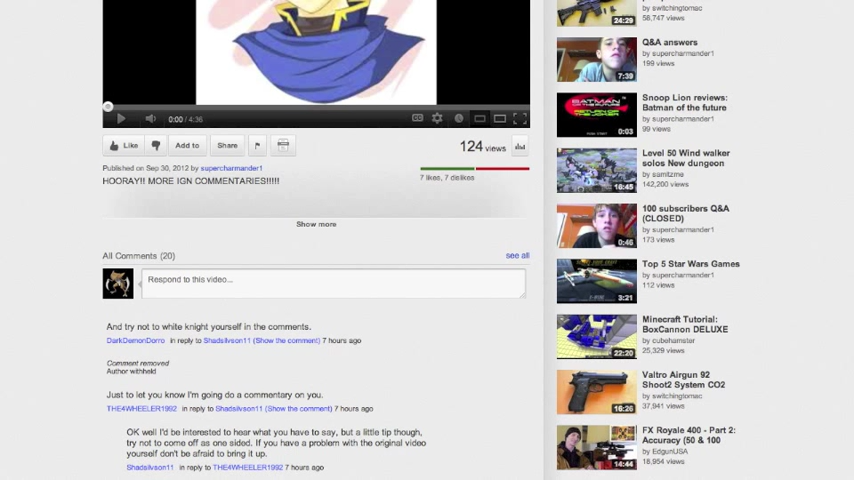 0:00 / 4:36
Like
Add to
Share
124 views
Published on Sep 30, 2012 by supercharmander1
7 likes, 7 dislikes
HOORAY!! MORE IGN COMMENTARIES!!!!!
Show more
All Comments (20)
see all
Respond to this video...
And try not to white knight yourself in the comments.
DarkDemonDorro in reply to Shadsilvson11 (Show the comment) 7 hours ago
Comment removed
Author withheld
Just to let you know I'm going do a commentary on you.
THE4WHEELER1992 in reply to Shadsilvson11 (Show the comment) 7 hours ago
OK well I'd be interested to hear what you have to say, but a little tip though,
try not to come off as one sided. If you have a problem with the original video
yourself don't be afraid to bring it up.
Shadsilvson11 in reply to THE4WHEELER1992 7 hours ago
by switchingtomac
58,747 views
24:29
Q&A answers
by supercharmander1
199 views
7:39
Snoop Lion reviews:
Batman of the future
by supercharmander1
99 views
BATMAN
RETURN OF THE JOKER
0:03
Level 50 Wind walker
solos New dungeon
by samitzme
142,200 views
18:45
100 subscribers Q&A
(CLOSED)
by supercharmander1
173 views
0:46
Top 5 Star Wars Games
by supercharmander1
112 views
3:21
Minecraft Tutorial:
BoxCannon DELUXE
by cubehamster
25,329 views
22:20
Valtro Airgun 92
Shoot2 System CO2
by switchingtomac
37,941 views
16:26
FX Royale 400 - Part 2:
Accuracy (50 & 100
by EdgunUSA
18,954 views
14:44